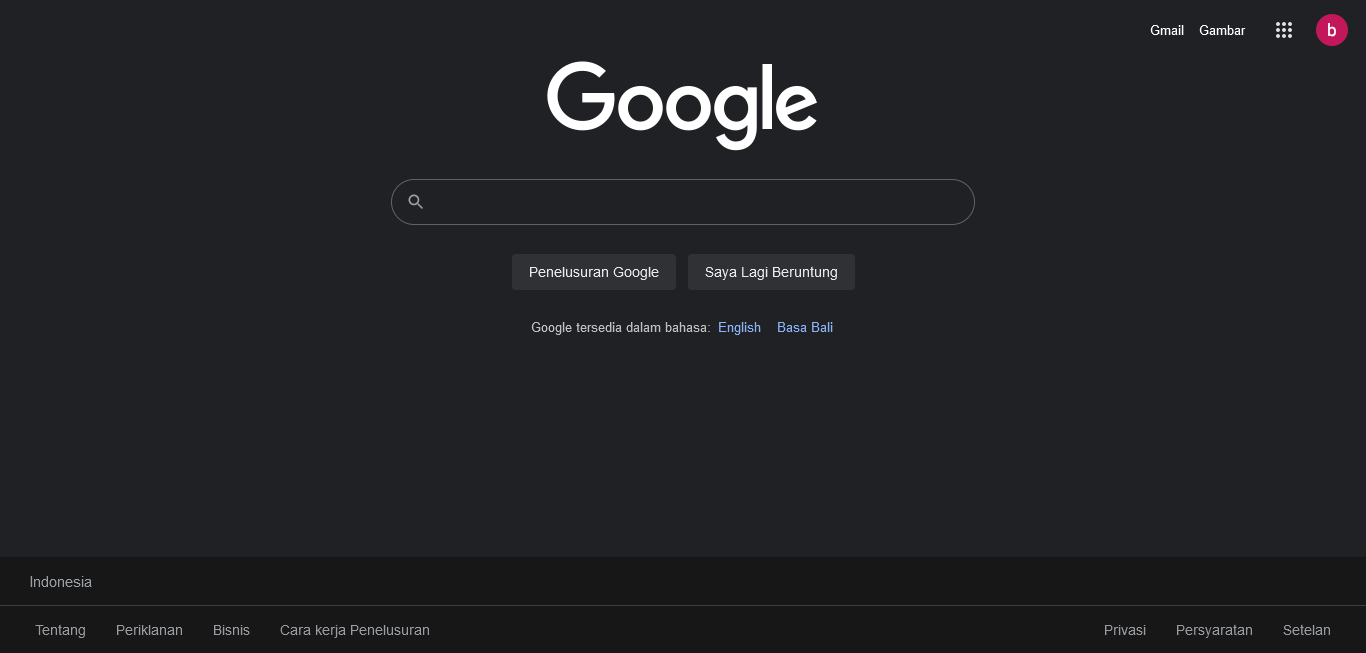 Gmail Gambar b
Google
Penelusuran Google Saya Lagi Beruntung
Google tersedia dalam bahasa: English Basa Bali
Indonesia
Tentang Periklanan Bisnis Cara kerja Penelusuran Privasi Persyaratan Setelan